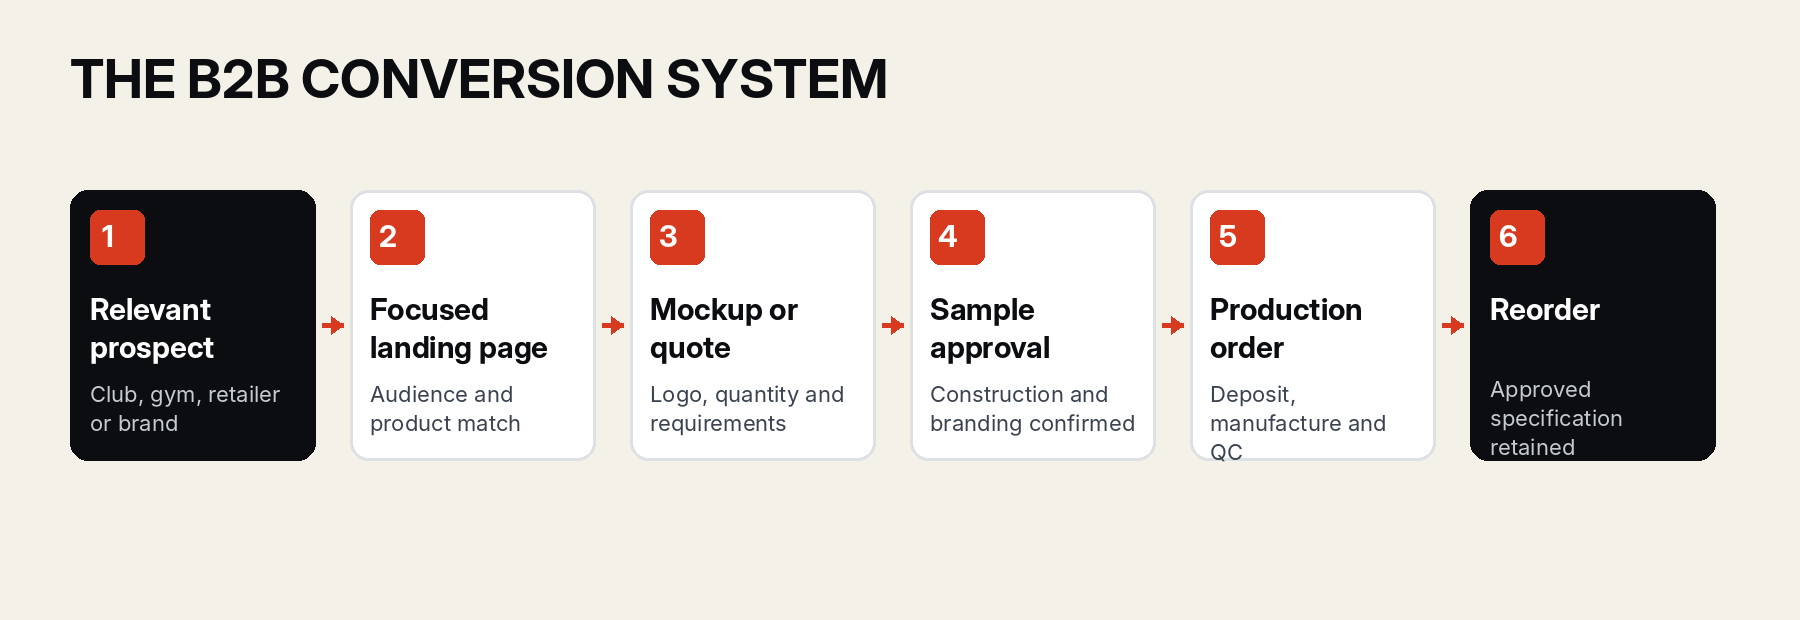 THE B2B CONVERSION SYSTEM
1
Relevant
prospect
Club, gym, retailer
or brand
2
Focused
landing page
Audience and
product match
3
Mockup or
quote
Logo, quantity and
requirements
4
Sample
approval
Construction and
branding confirmed
5
Production
order
Deposit,
manufacture and
QC
6
Reorder
Approved
specification
retained